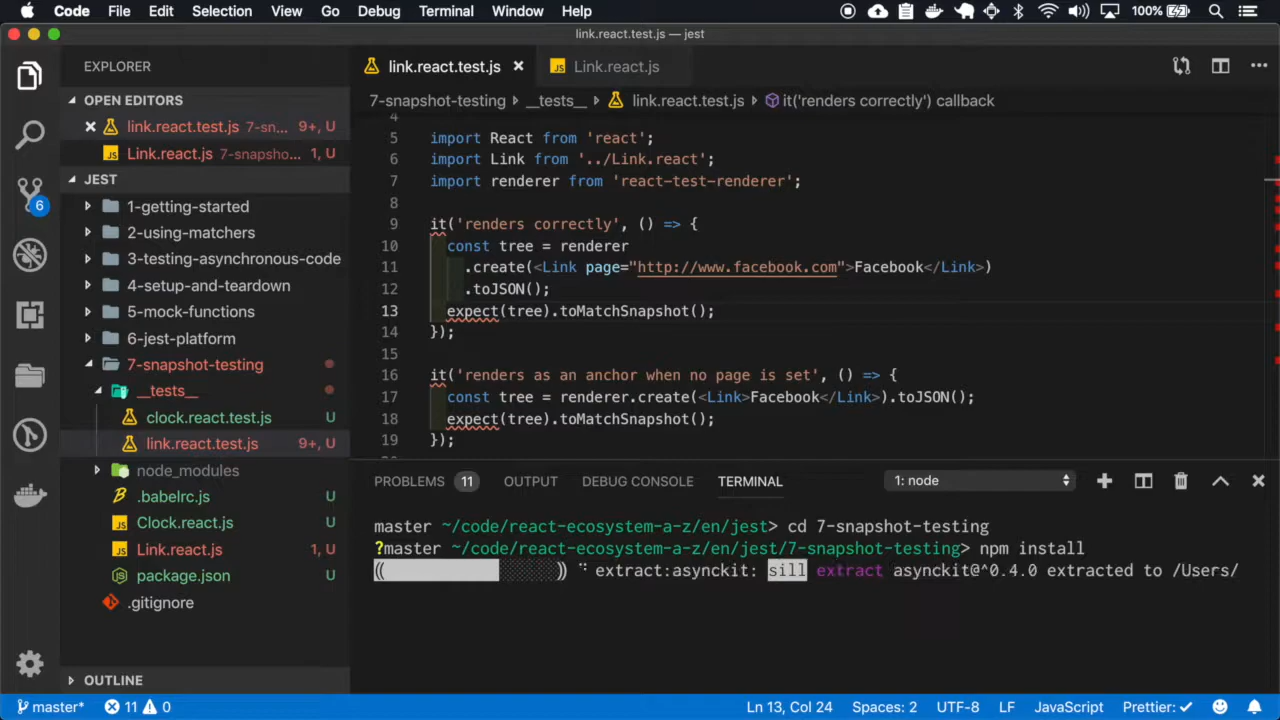 Code File Edit Selection View Go Debug Terminal Window Help 100%
link.react.test.js — jest
EXPLORER
OPEN EDITORS
link.react.test.js 7-sn... 9+, U
Link.react.js 7-snapsho... 1, U
JEST
1-getting-started
2-using-matchers
3-testing-asynchronous-code
4-setup-and-teardown
5-mock-functions
6-jest-platform
7-snapshot-testing
__tests__
clock.react.test.js U
link.react.test.js 9+, U
node_modules
.babelrc.js U
Clock.react.js U
Link.react.js 1, U
package.json U
.gitignore
OUTLINE
6
link.react.test.js
JS Link.react.js
7-snapshot-testing __tests__ link.react.test.js it('renders correctly') callback
4
5 import React from 'react';
6 import Link from '../Link.react';
7 import renderer from 'react-test-renderer';
8
9 it('renders correctly', () => {
10 const tree = renderer
11 .create(<Link page="http://www.facebook.com">Facebook</Link>)
12 .toJSON();
13 expect(tree).toMatchSnapshot();
14 });
15
16 it('renders as an anchor when no page is set', () => {
17 const tree = renderer.create(<Link>Facebook</Link>).toJSON();
18 expect(tree).toMatchSnapshot();
19 });
PROBLEMS 11 OUTPUT DEBUG CONSOLE TERMINAL 1: node
master ~/code/react-ecosystem-a-z/en/jest> cd 7-snapshot-testing
?master ~/code/react-ecosystem-a-z/en/jest/7-snapshot-testing> npm install
((░░░░░░)) ⠙ extract:asynckit: sill extract asynckit@^0.4.0 extracted to /Users/
master* 11 0 Ln 13, Col 24 Spaces: 2 UTF-8 LF JavaScript Prettier: ✓